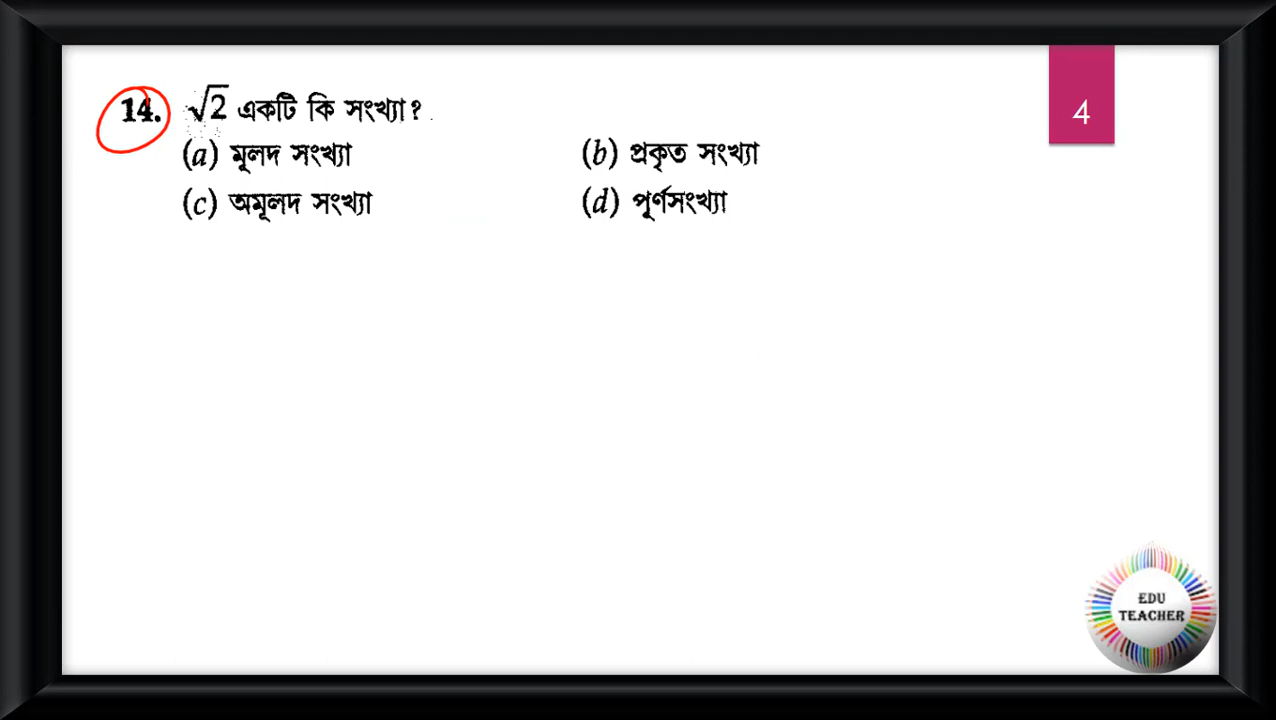 14. √2 একটি কি সংখ্যা?
(a) মূলদ সংখ্যা (b) প্রকৃত সংখ্যা
(c) অমূলদ সংখ্যা (d) পূর্ণসংখ্যা
4
EDU
TEACHER